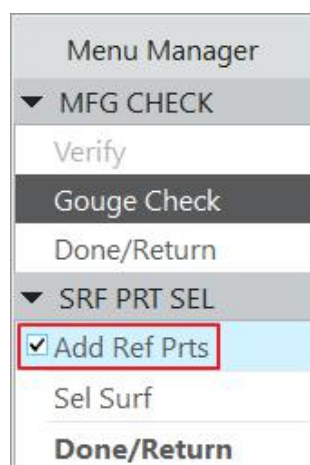 Menu Manager
MFG CHECK
Verify
Gouge Check
Done/Return
SRF PRT SEL
Add Ref Prts
Sel Surf
Done/Return